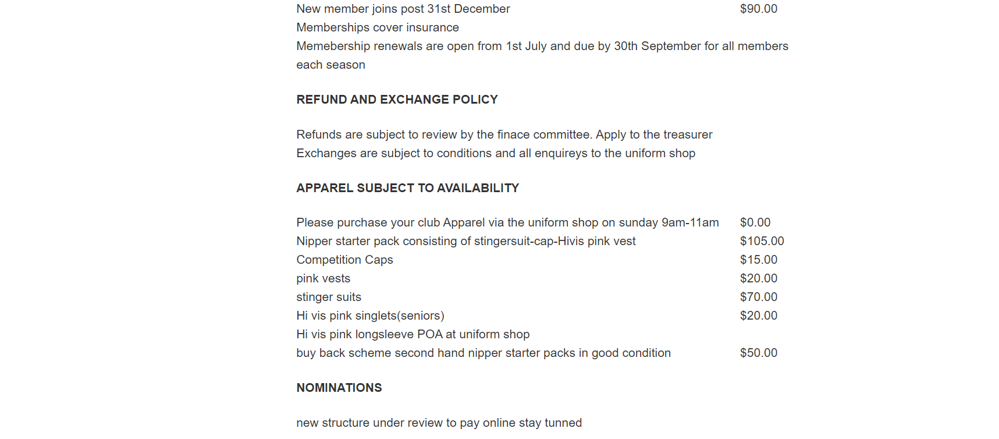 New member joins post 31st December $90.00
Memberships cover insurance
Memebership renewals are open from 1st July and due by 30th September for all members
each season
REFUND AND EXCHANGE POLICY
Refunds are subject to review by the finace committee. Apply to the treasurer
Exchanges are subject to conditions and all enquireys to the uniform shop
APPAREL SUBJECT TO AVAILABILITY
Please purchase your club Apparel via the uniform shop on sunday 9am-11am $0.00
Nipper starter pack consisting of stingersuit-cap-Hivis pink vest $105.00
Competition Caps $15.00
pink vests $20.00
stinger suits $70.00
Hi vis pink singlets(seniors) $20.00
Hi vis pink longsleeve POA at uniform shop
buy back scheme second hand nipper starter packs in good condition $50.00
NOMINATIONS
new structure under review to pay online stay tunned